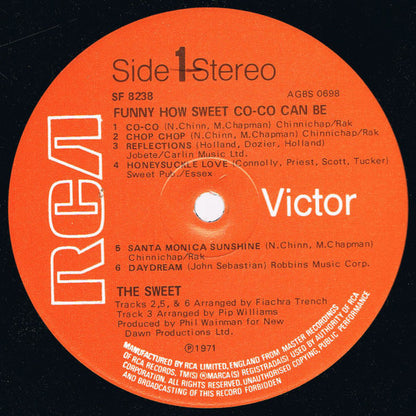 Side 1 Stereo
SF 8238
AGBS 0698
FUNNY HOW SWEET CO-CO CAN BE
1 CO-CO (N.Chinn, M.Chapman) Chinnichap/Rak
2 CHOP CHOP (N.Chinn, M.Chapman) Chinnichap/Rak
3 REFLECTIONS (Holland, Dozier, Holland)
Jobete/Carlin Music Ltd.
4 HONEYSUCKLE LOVE (Connolly, Priest, Scott, Tucker)
Sweet Pub./Essex
RCA
Victor
5 SANTA MONICA SUNSHINE (N.Chinn, M.Chapman)
Chinnichap/Rak
6 DAYDREAM (John Sebastian) Robbins Music Corp.
THE SWEET
Tracks 2,5, & 6 Arranged by Fiachra Trench
Track 3 Arranged by Pip Williams
Produced by Phil Wainman for New
Dawn Productions Ltd.
Ⓟ1971
MANUFACTURED BY RCA LIMITED, ENGLAND FROM MASTER RECORDINGS
OF RCA RECORDS. TM(S) ® MARCA(S) REGISTRADA(S) USED BY AUTHORITY OF RCA
CORPORATION. ALL RIGHTS RESERVED. UNAUTHORISED COPYING, PUBLIC PERFORMANCE,
AND BROADCASTING OF THIS RECORD FORBIDDEN